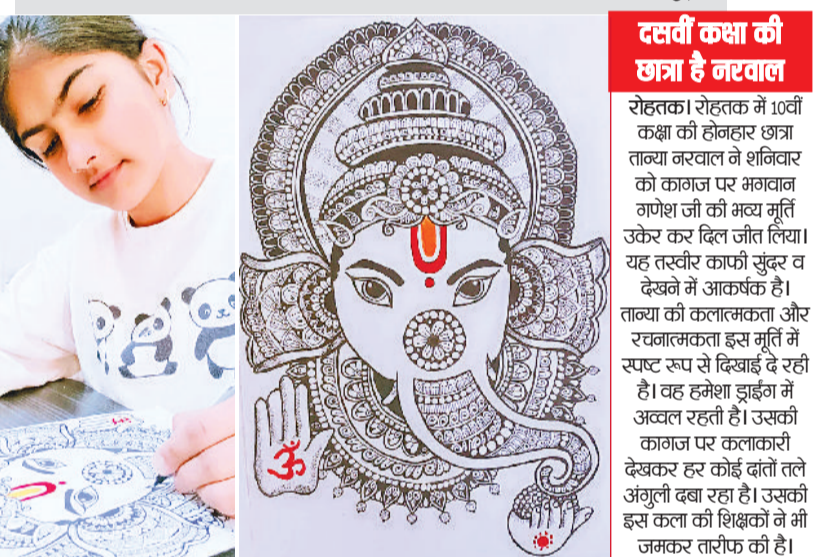 दसवीं कक्षा की
छात्रा है नरवाल
रोहतक। रोहतक में 10वीं
कक्षा की होनहार छात्रा
तान्या नरवाल ने शनिवार
को कागज पर भगवान
गणेश जी की भव्य मूर्ति
उकेर कर दिल जीत लिया।
यह तस्वीर काफी सुंदर व
देखने में आकर्षक है।
तान्या की कलात्मकता और
रचनात्मकता इस मूर्ति में
स्पष्ट रूप से दिखाई दे रही
है। वह हमेशा ड्राईंग में
अव्वल रहती है। उसकी
कागज पर कलाकारी
देखकर हर कोई दांतों तले
अंगुली दबा रहा है। उसकी
इस कला की शिक्षकों ने भी
जमकर तारीफ की है।
ॐ